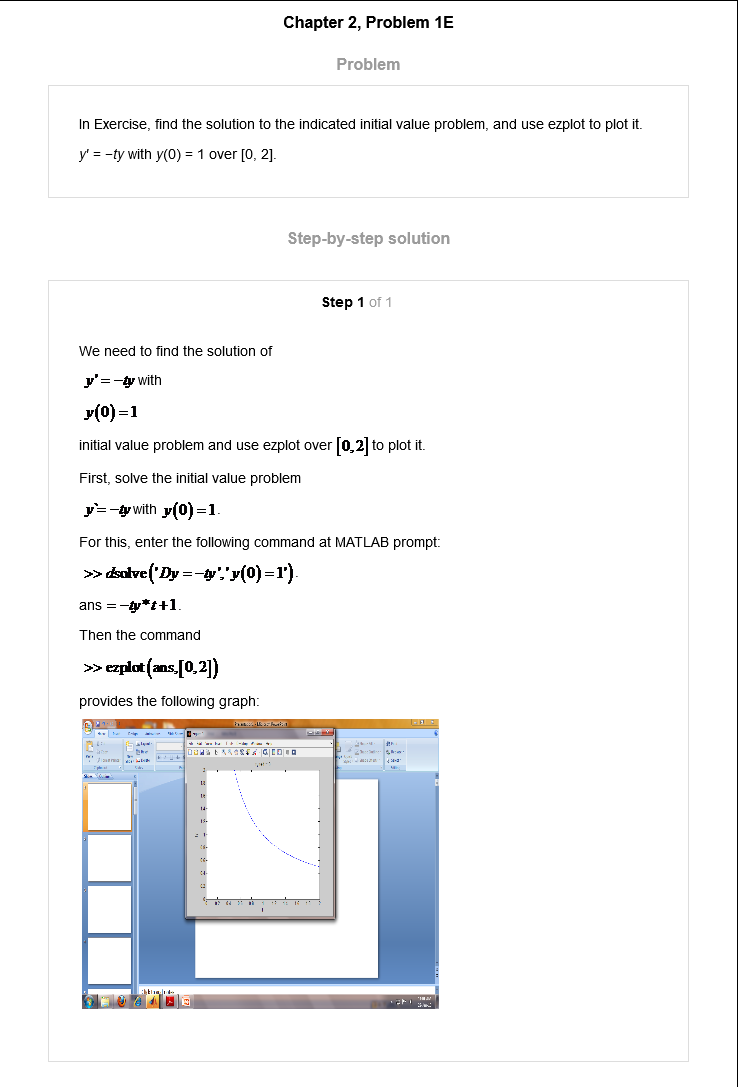 Chapter 2, Problem 1E
Problem
In Exercise, find the solution to the indicated initial value problem, and use ezplot to plot it.
y' = −ty with y(0) = 1 over [0, 2].
Step-by-step solution
Step 1 of 1
We need to find the solution of
y' = −ty with
y(0) = 1
initial value problem and use ezplot over [0,2] to plot it.
First, solve the initial value problem
y` = −ty with y(0) = 1.
For this, enter the following command at MATLAB prompt:
>> dsolve('Dy = −ty','y(0) = 1').
ans = −ty*t+1.
Then the command
>> ezplot(ans,[0,2])
provides the following graph: